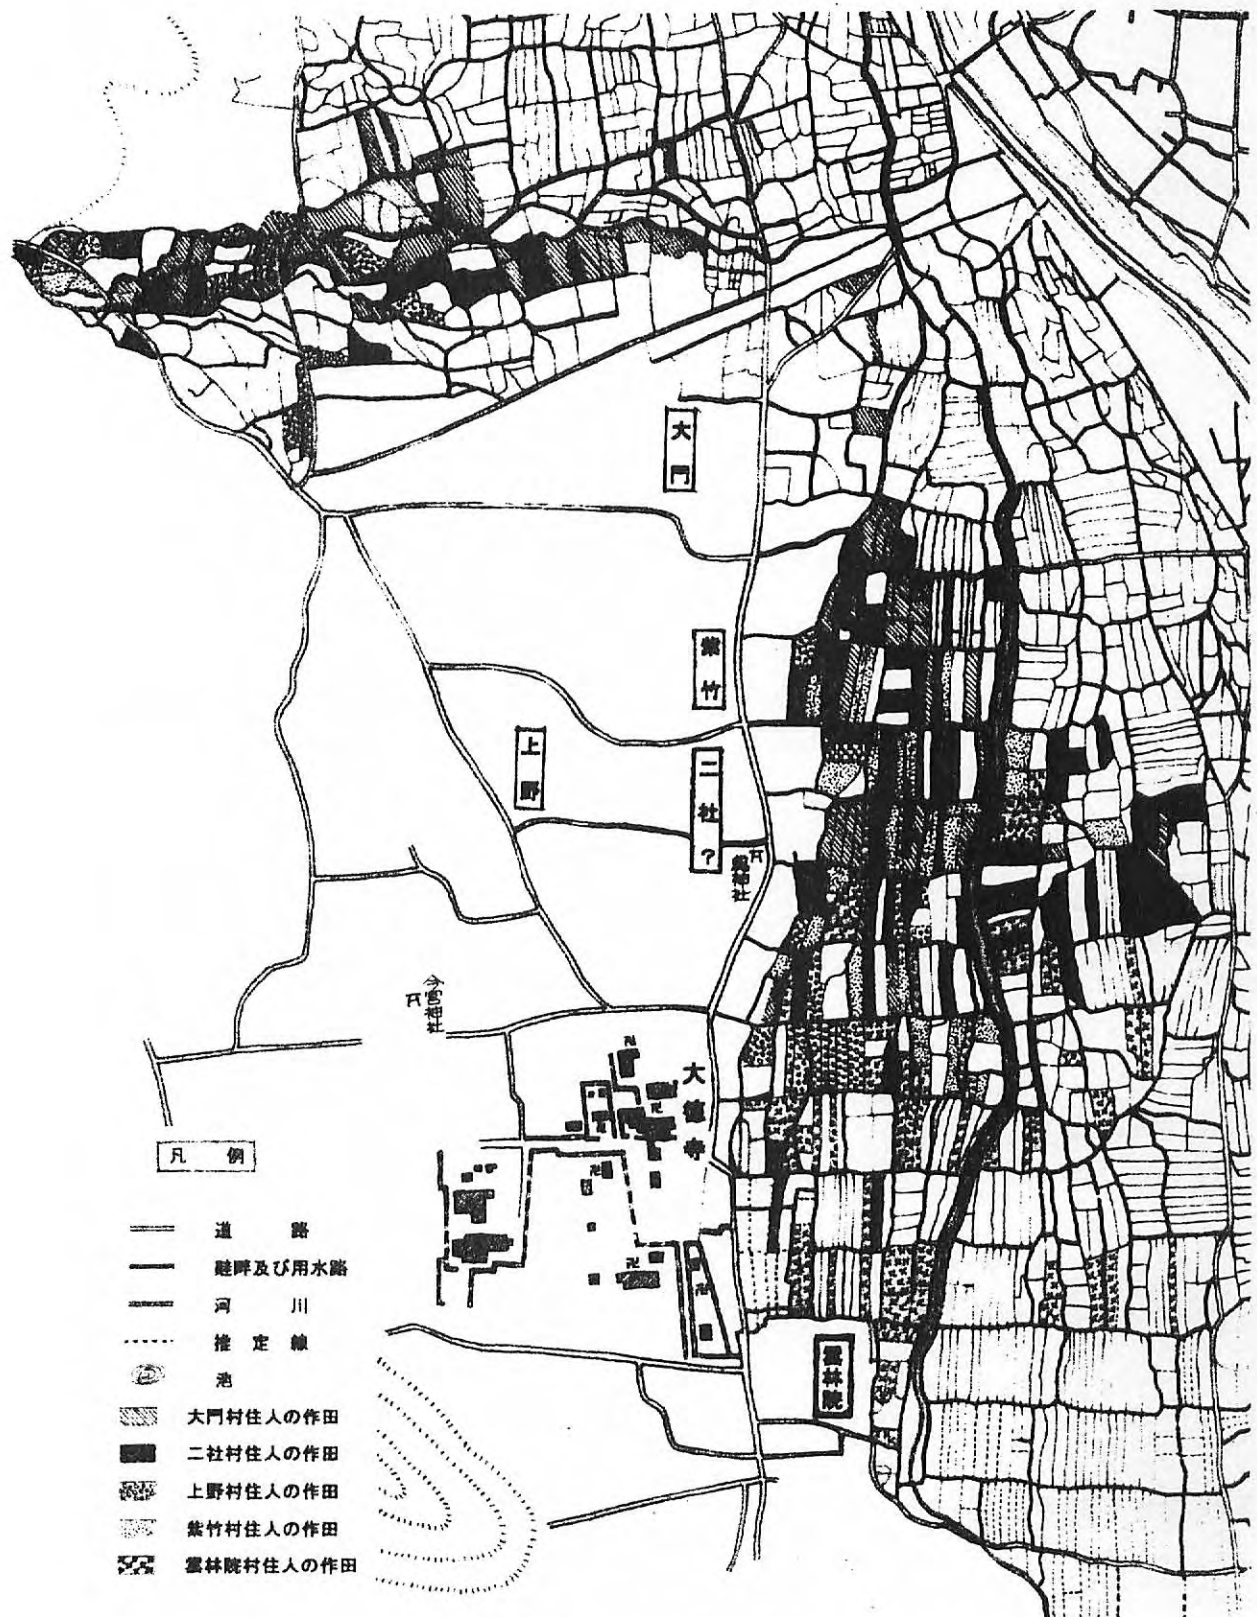 大門
紫竹
上野
二社?
今宮神社
大徳寺
雲林院
凡例
道路
畦畔及び用水路
河川
推定線
池
大門村住人の作田
二社村住人の作田
上野村住人の作田
紫竹村住人の作田
雲林院村住人の作田